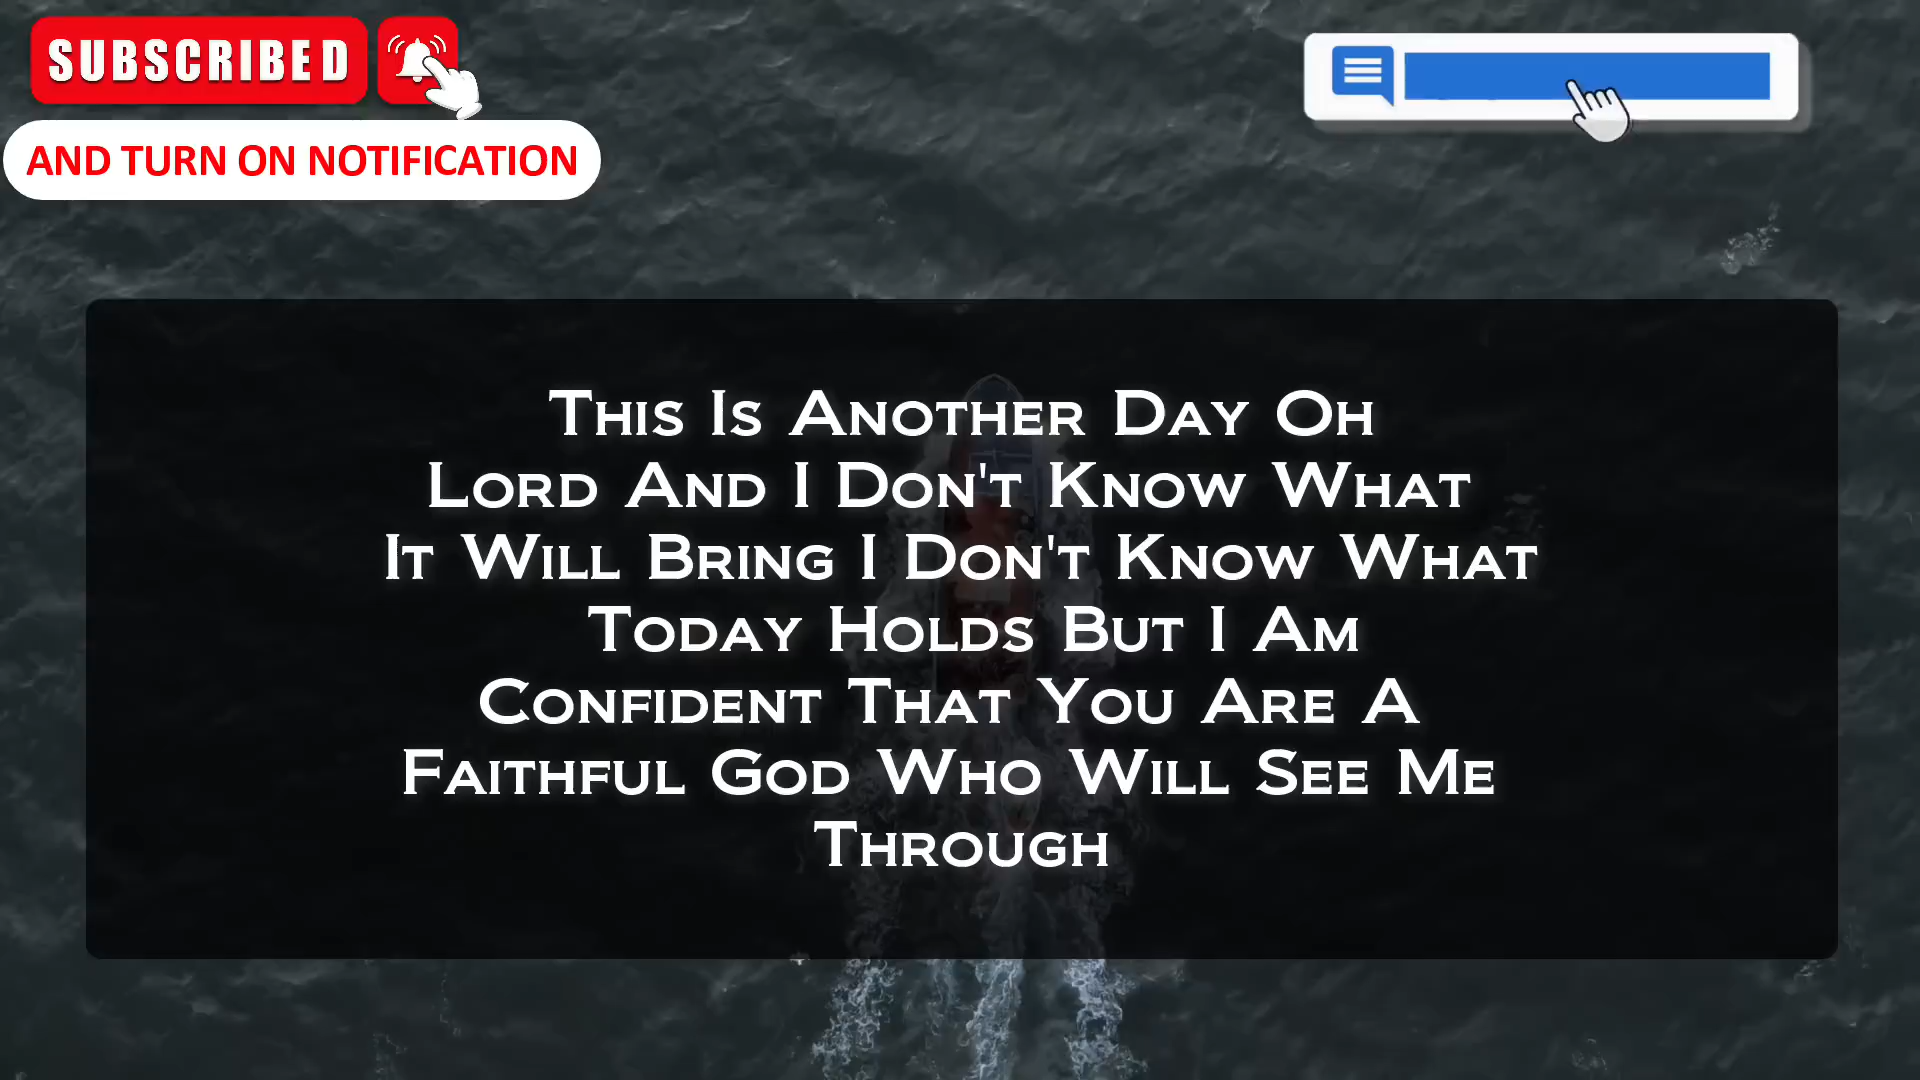 SUBSCRIBED
AND TURN ON NOTIFICATION
This Is Another Day Oh
Lord And I Don't Know What
It Will Bring I Don't Know What
Today Holds But I Am
Confident That You Are A
Faithful God Who Will See Me
Through